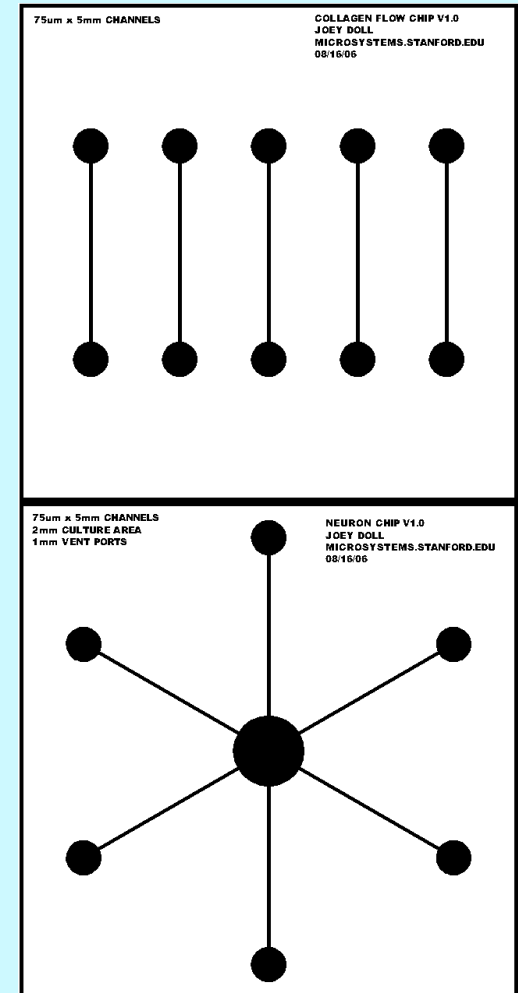 75um x 5mm CHANNELS
COLLAGEN FLOW CHIP V1.0
JOEY DOLL
MICROSYSTEMS.STANFORD.EDU
08/16/06
75um x 5mm CHANNELS
2mm CULTURE AREA
1mm VENT PORTS
NEURON CHIP V1.0
JOEY DOLL
MICROSYSTEMS.STANFORD.EDU
08/16/06